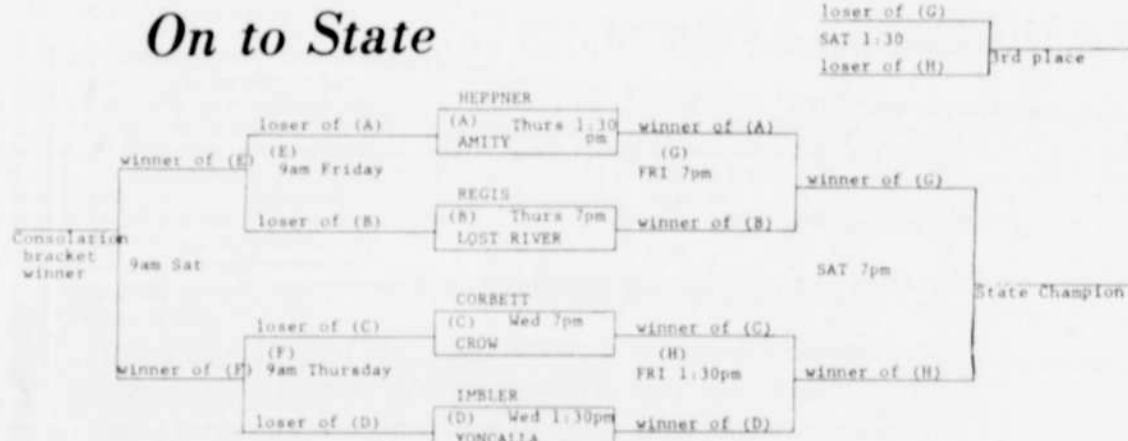 On to State
loser of (G)
SAT 1:30
loser of (H)
3rd place
HEPPNER
(A) Thurs 1:30 pm
AMITY
loser of (A)
winner of (A)
winner of (E)
(E)
9am Friday
(G)
FRI 7pm
winner of (G)
REGIS
(B) Thurs 7pm
LOST RIVER
loser of (B)
winner of (B)
Consolation
bracket
winner
9am Sat
SAT 7pm
State Champion
CORBETT
(C) Wed 7pm
CROW
loser of (C)
winner of (C)
(F)
9am Thursday
(H)
FRI 1:30pm
winner of (F)
winner of (H)
IMBLER
(D) Wed 1:30pm
YONCALLA
loser of (D)
winner of (D)